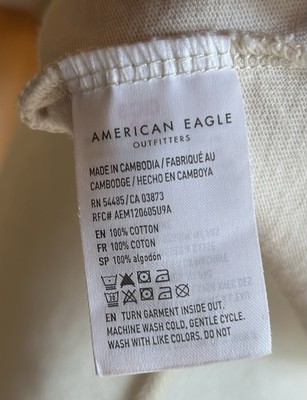 AMERICAN EAGLE
OUTFITTERS
MADE IN CAMBODIA / FABRIQUÉ AU
CAMBODGE / HECHO EN CAMBOYA
RN 54485/CA 03873
RFC# AEM120605U9A
EN 100% COTTON
FR 100% COTON
SP 100% algodón
EN TURN GARMENT INSIDE OUT.
MACHINE WASH COLD, GENTLE CYCLE.
WASH WITH LIKE COLORS. DO NOT